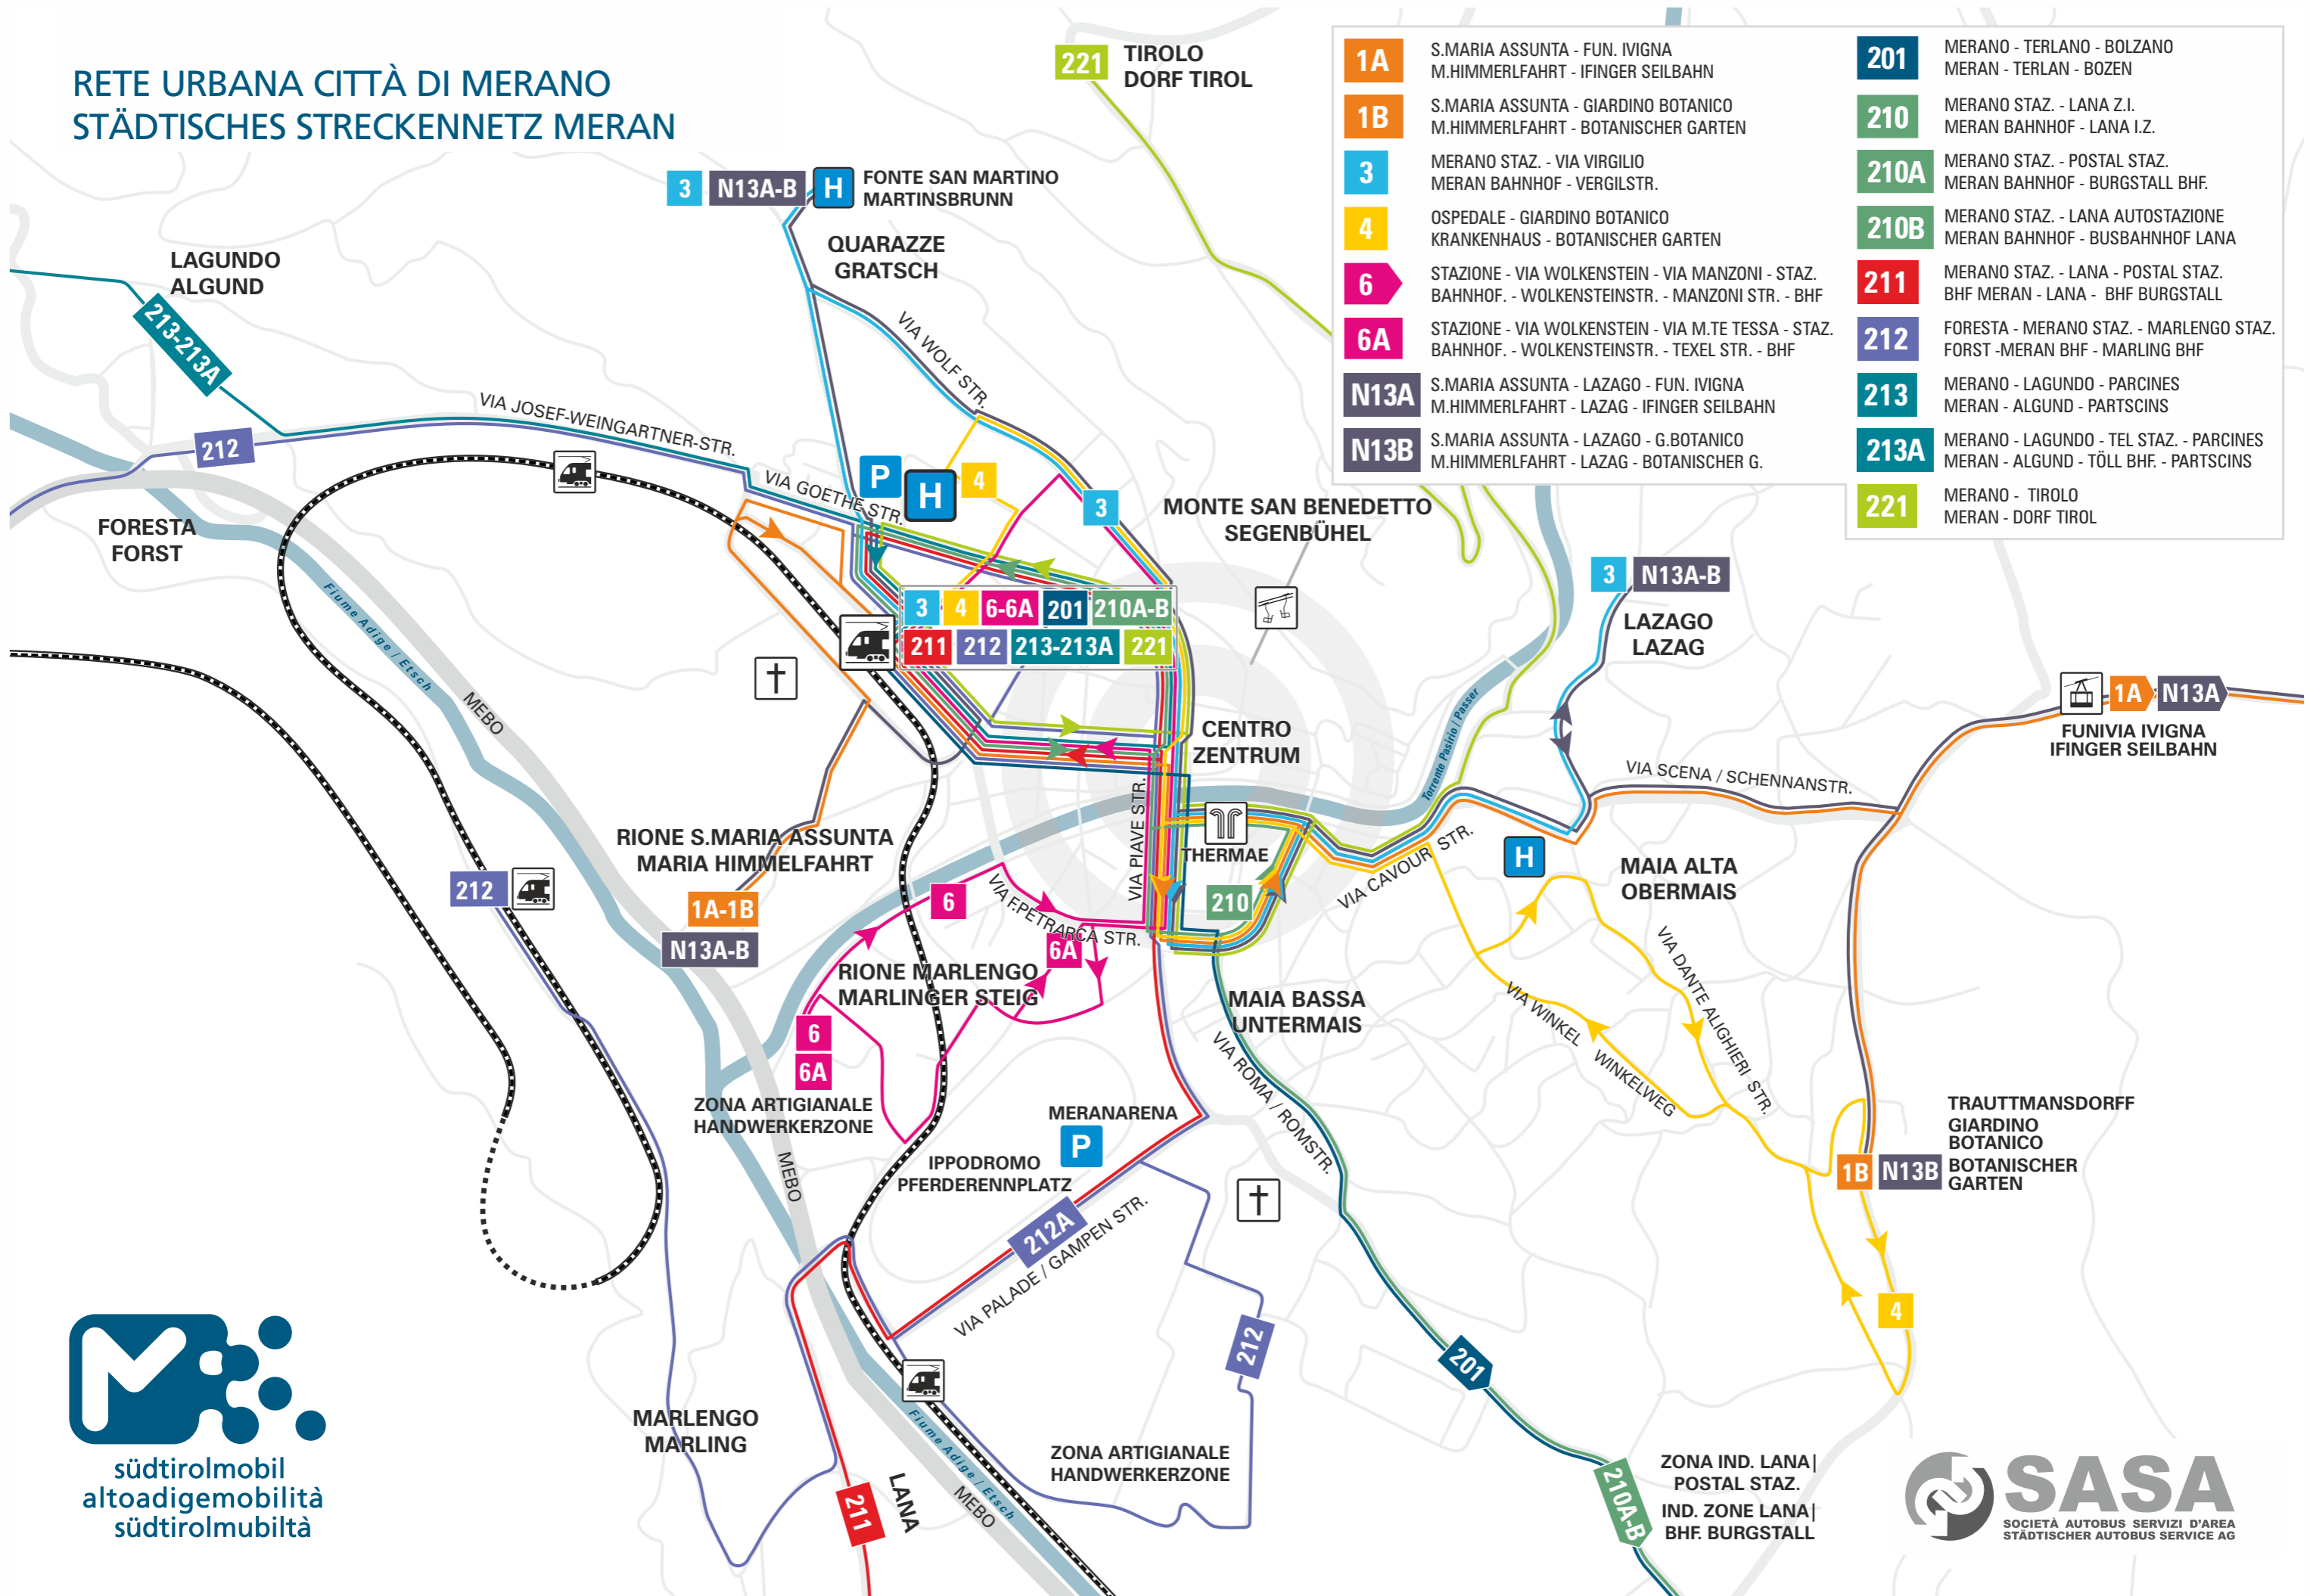 RETE URBANA CITTÀ DI MERANO
STÄDTISCHES STRECKENNETZ MERAN
221
TIROLO
DORF TIROL
1A
S.MARIA ASSUNTA - FUN. IVIGNA
M.HIMMERLFAHRT - IFINGER SEILBAHN
1B
S.MARIA ASSUNTA - GIARDINO BOTANICO
M.HIMMERLFAHRT - BOTANISCHER GARTEN
3
MERANO STAZ. - VIA VIRGILIO
MERAN BAHNHOF - VERGILSTR.
4
OSPEDALE - GIARDINO BOTANICO
KRANKENHAUS - BOTANISCHER GARTEN
6
STAZIONE - VIA WOLKENSTEIN - VIA MANZONI - STAZ.
BAHNHOF. - WOLKENSTEINSTR. - MANZONI STR. - BHF
6A
STAZIONE - VIA WOLKENSTEIN - VIA M.TE TESSA - STAZ.
BAHNHOF. - WOLKENSTEINSTR. - TEXEL STR. - BHF
N13A
S.MARIA ASSUNTA - LAZAGO - FUN. IVIGNA
M.HIMMERLFAHRT - LAZAG - IFINGER SEILBAHN
N13B
S.MARIA ASSUNTA - LAZAGO - G.BOTANICO
M.HIMMERLFAHRT - LAZAG - BOTANISCHER G.
201
MERANO - TERLANO - BOLZANO
MERAN - TERLAN - BOZEN
210
MERANO STAZ. - LANA Z.I.
MERAN BAHNHOF - LANA I.Z.
210A
MERANO STAZ. - POSTAL STAZ.
MERAN BAHNHOF - BURGSTALL BHF.
210B
MERANO STAZ. - LANA AUTOSTAZIONE
MERAN BAHNHOF - BUSBAHNHOF LANA
211
MERANO STAZ. - LANA - POSTAL STAZ.
BHF MERAN - LANA - BHF BURGSTALL
212
FORESTA - MERANO STAZ. - MARLENGO STAZ.
FORST -MERAN BHF - MARLING BHF
213
MERANO - LAGUNDO - PARCINES
MERAN - ALGUND - PARTSCINS
213A
MERANO - LAGUNDO - TEL STAZ. - PARCINES
MERAN - ALGUND - TÖLL BHF. - PARTSCINS
221
MERANO - TIROLO
MERAN - DORF TIROL
3 N13A-B H
FONTE SAN MARTINO
MARTINSBRUNN
QUARAZZE
GRATSCH
LAGUNDO
ALGUND
213-213A
VIA WOLF STR.
VIA JOSEF-WEINGARTNER-STR.
212
VIA GOETHE STR.
P H 4
3
MONTE SAN BENEDETTO
SEGENBÜHEL
FORESTA
FORST
Fiume Adige / Etsch
3 4 6-6A 201 210A-B
211 212 213-213A 221
3 N13A-B
LAZAGO
LAZAG
MEBO
CENTRO
ZENTRUM
Torrente Pasirio / Passer
1A N13A
FUNIVIA IVIGNA
IFINGER SEILBAHN
VIA SCENA / SCHENNANSTR.
RIONE S.MARIA ASSUNTA
MARIA HIMMELFAHRT
VIA PIAVE STR.
THERMAE
VIA CAVOUR STR.
H
MAIA ALTA
OBERMAIS
212
1A-1B
N13A-B
6
VIA F.PETRARCA STR.
210
6A
RIONE MARLENGO
MARLINGER STEIG
MAIA BASSA
UNTERMAIS
VIA DANTE ALIGHIERI STR.
VIA WINKEL
WINKELWEG
6
6A
ZONA ARTIGIANALE
HANDWERKERZONE
VIA ROMA / ROMSTR.
MERANARENA
P
IPPODROMO
PFERDERENNPLATZ
MEBO
TRAUTTMANSDORFF
GIARDINO
BOTANICO
BOTANISCHER
GARTEN
1B N13B
212A
VIA PALADE / GAMPEN STR.
4
212
201
MARLENGO
MARLING
Fiume Adige / Etsch
MEBO
LANA
211
ZONA ARTIGIANALE
HANDWERKERZONE
210A-B
ZONA IND. LANA|
POSTAL STAZ.
IND. ZONE LANA|
BHF. BURGSTALL
südtirolmobil
altoadigemobilità
südtirolmubiltà
SASA
SOCIETÀ AUTOBUS SERVIZI D'AREA
STÄDTISCHER AUTOBUS SERVICE AG